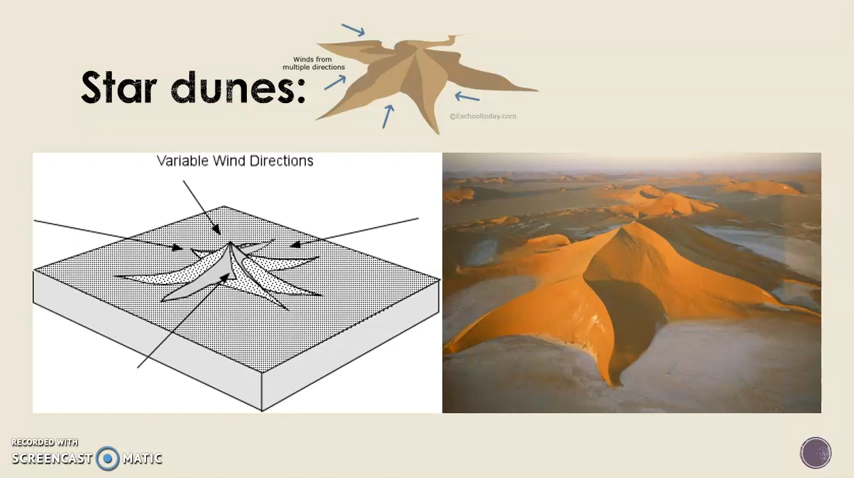 Winds from
multiple directions
Star dunes:
©Eschooltoday.com
Variable Wind Directions
RECORDED WITH
SCREENCAST MATIC